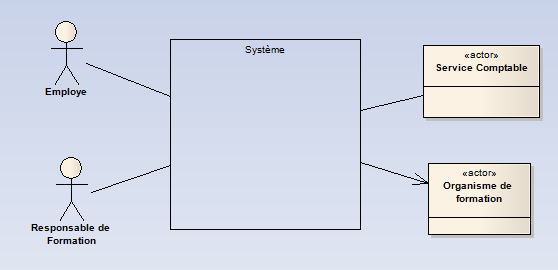 Système
«actor»
Service Comptable
Employe
«actor»
Organisme de
formation
Responsable de
Formation